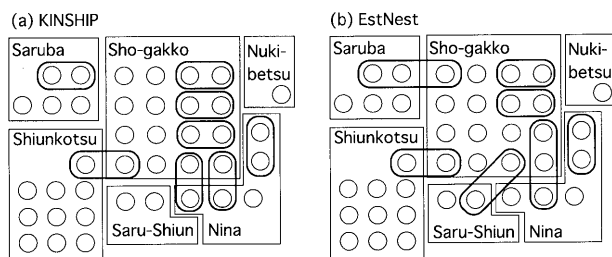 (a) KINSHIP
Saruba
Sho-gakko
Nuki-
betsu
Shiunkotsu
Saru-Shiun
Nina
(b) EstNest
Saruba
Sho-gakko
Nuki-
betsu
Shiunkotsu
Saru-Shiun
Nina